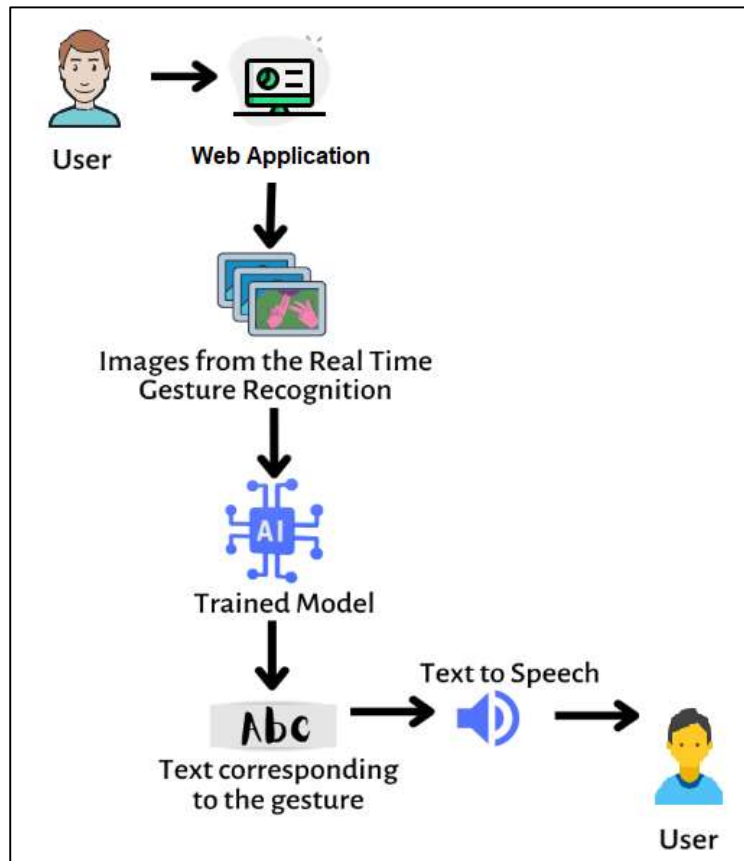 User
Web Application
Images from the Real Time
Gesture Recognition
AI
Trained Model
Text to Speech
Abc
Text corresponding
to the gesture
User